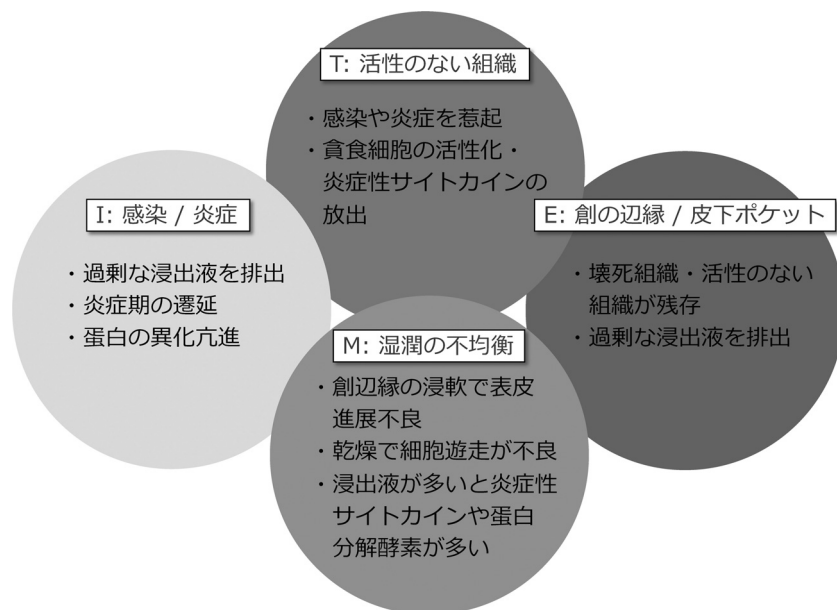 T: 活性のない組織
・感染や炎症を惹起
・貪食細胞の活性化・
炎症性サイトカインの
放出
I: 感染 / 炎症
・過剰な浸出液を排出
・炎症期の遷延
・蛋白の異化亢進
E: 創の辺縁 / 皮下ポケット
・壊死組織・活性のない
組織が残存
・過剰な浸出液を排出
M: 湿潤の不均衡
・創辺縁の浸軟で表皮
進展不良
・乾燥で細胞遊走が不良
・浸出液が多いと炎症性
サイトカインや蛋白
分解酵素が多い